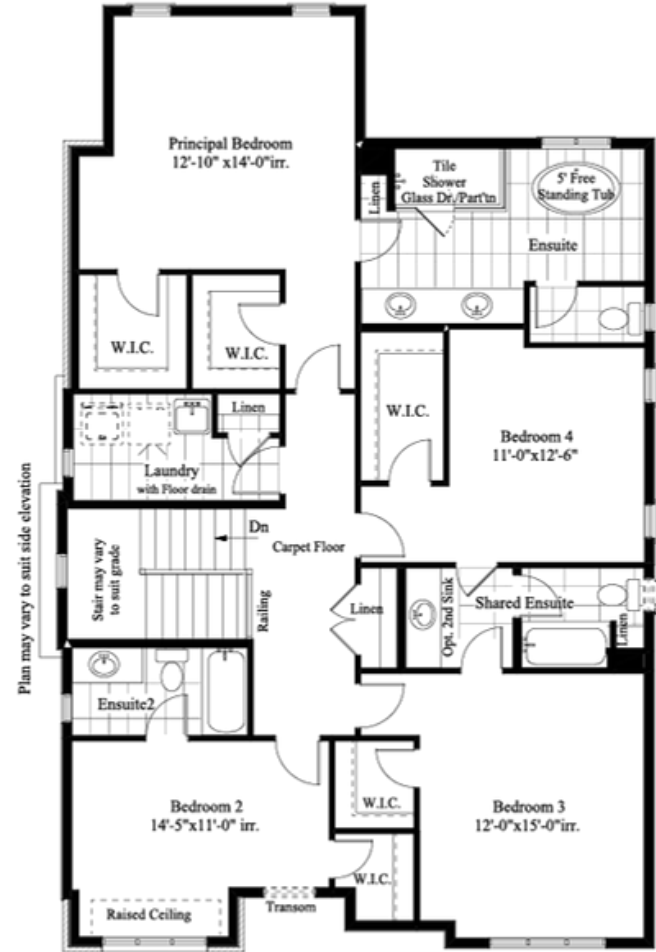 Principal Bedroom
12'-10" x14'-0"irr.
Linen
Tile
Shower
Glass Dr./Part'tn
5' Free
Standing Tub
Ensuite
W.I.C.
W.I.C.
W.I.C.
Linen
Laundry
with Floor drain
Bedroom 4
11'-0"x12'-6"
Plan may vary to suit side elevation
Stair may vary
to suit grade
Dn
Carpet Floor
Railing
Linen
Opt. 2nd Sink
Shared Ensuite
Linen
Ensuite2
Bedroom 2
14'-5"x11'-0" irr.
W.I.C.
Bedroom 3
12'-0"x15'-0"irr.
W.I.C.
Raised Ceiling
Transom